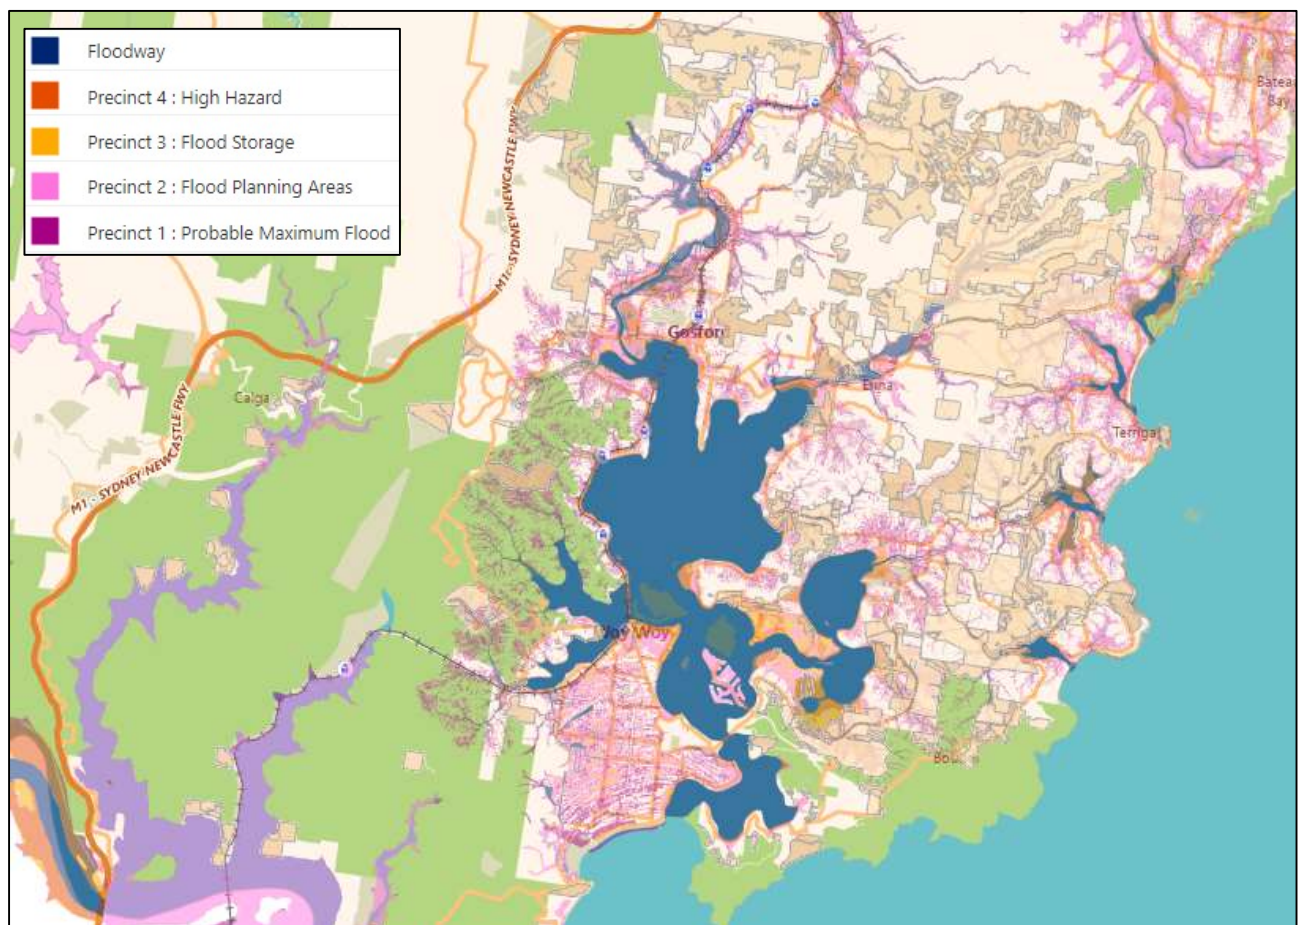 Floodway
Precinct 4 : High Hazard
Precinct 3 : Flood Storage
Precinct 2 : Flood Planning Areas
Precinct 1 : Probable Maximum Flood
M1 - SYDNEY NEWCASTLE FWY
Bay
Gosford
Calga
Erina
M1 - SYDNEY NEWCASTLE FWY
Terrigal
Woy Woy